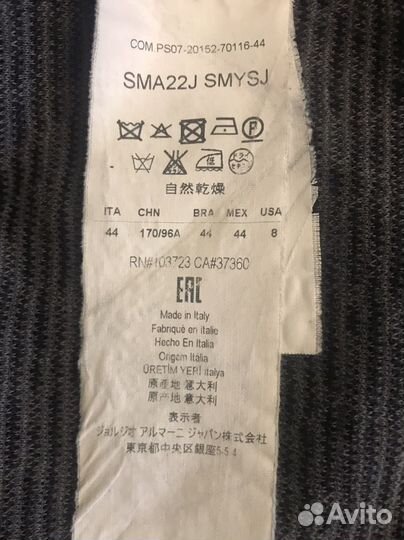 COM.PS07-20152-70116-44
SMA22J SMYSJ
P
自然乾燥
ITA CHN BRA MEX USA
44 170/96A 44 44 8
RN#103723 CA#37360
EAC
Made in Italy
Fabriqué en Italie
Hecho En Italia
Origem Itália
ÜRETİM YERİ İtalya
原産地 意大利
原产地 意大利
表示者
ジョルジオ アルマーニ ジャパン株式会社
東京都中央区銀座5-5-4
Avito